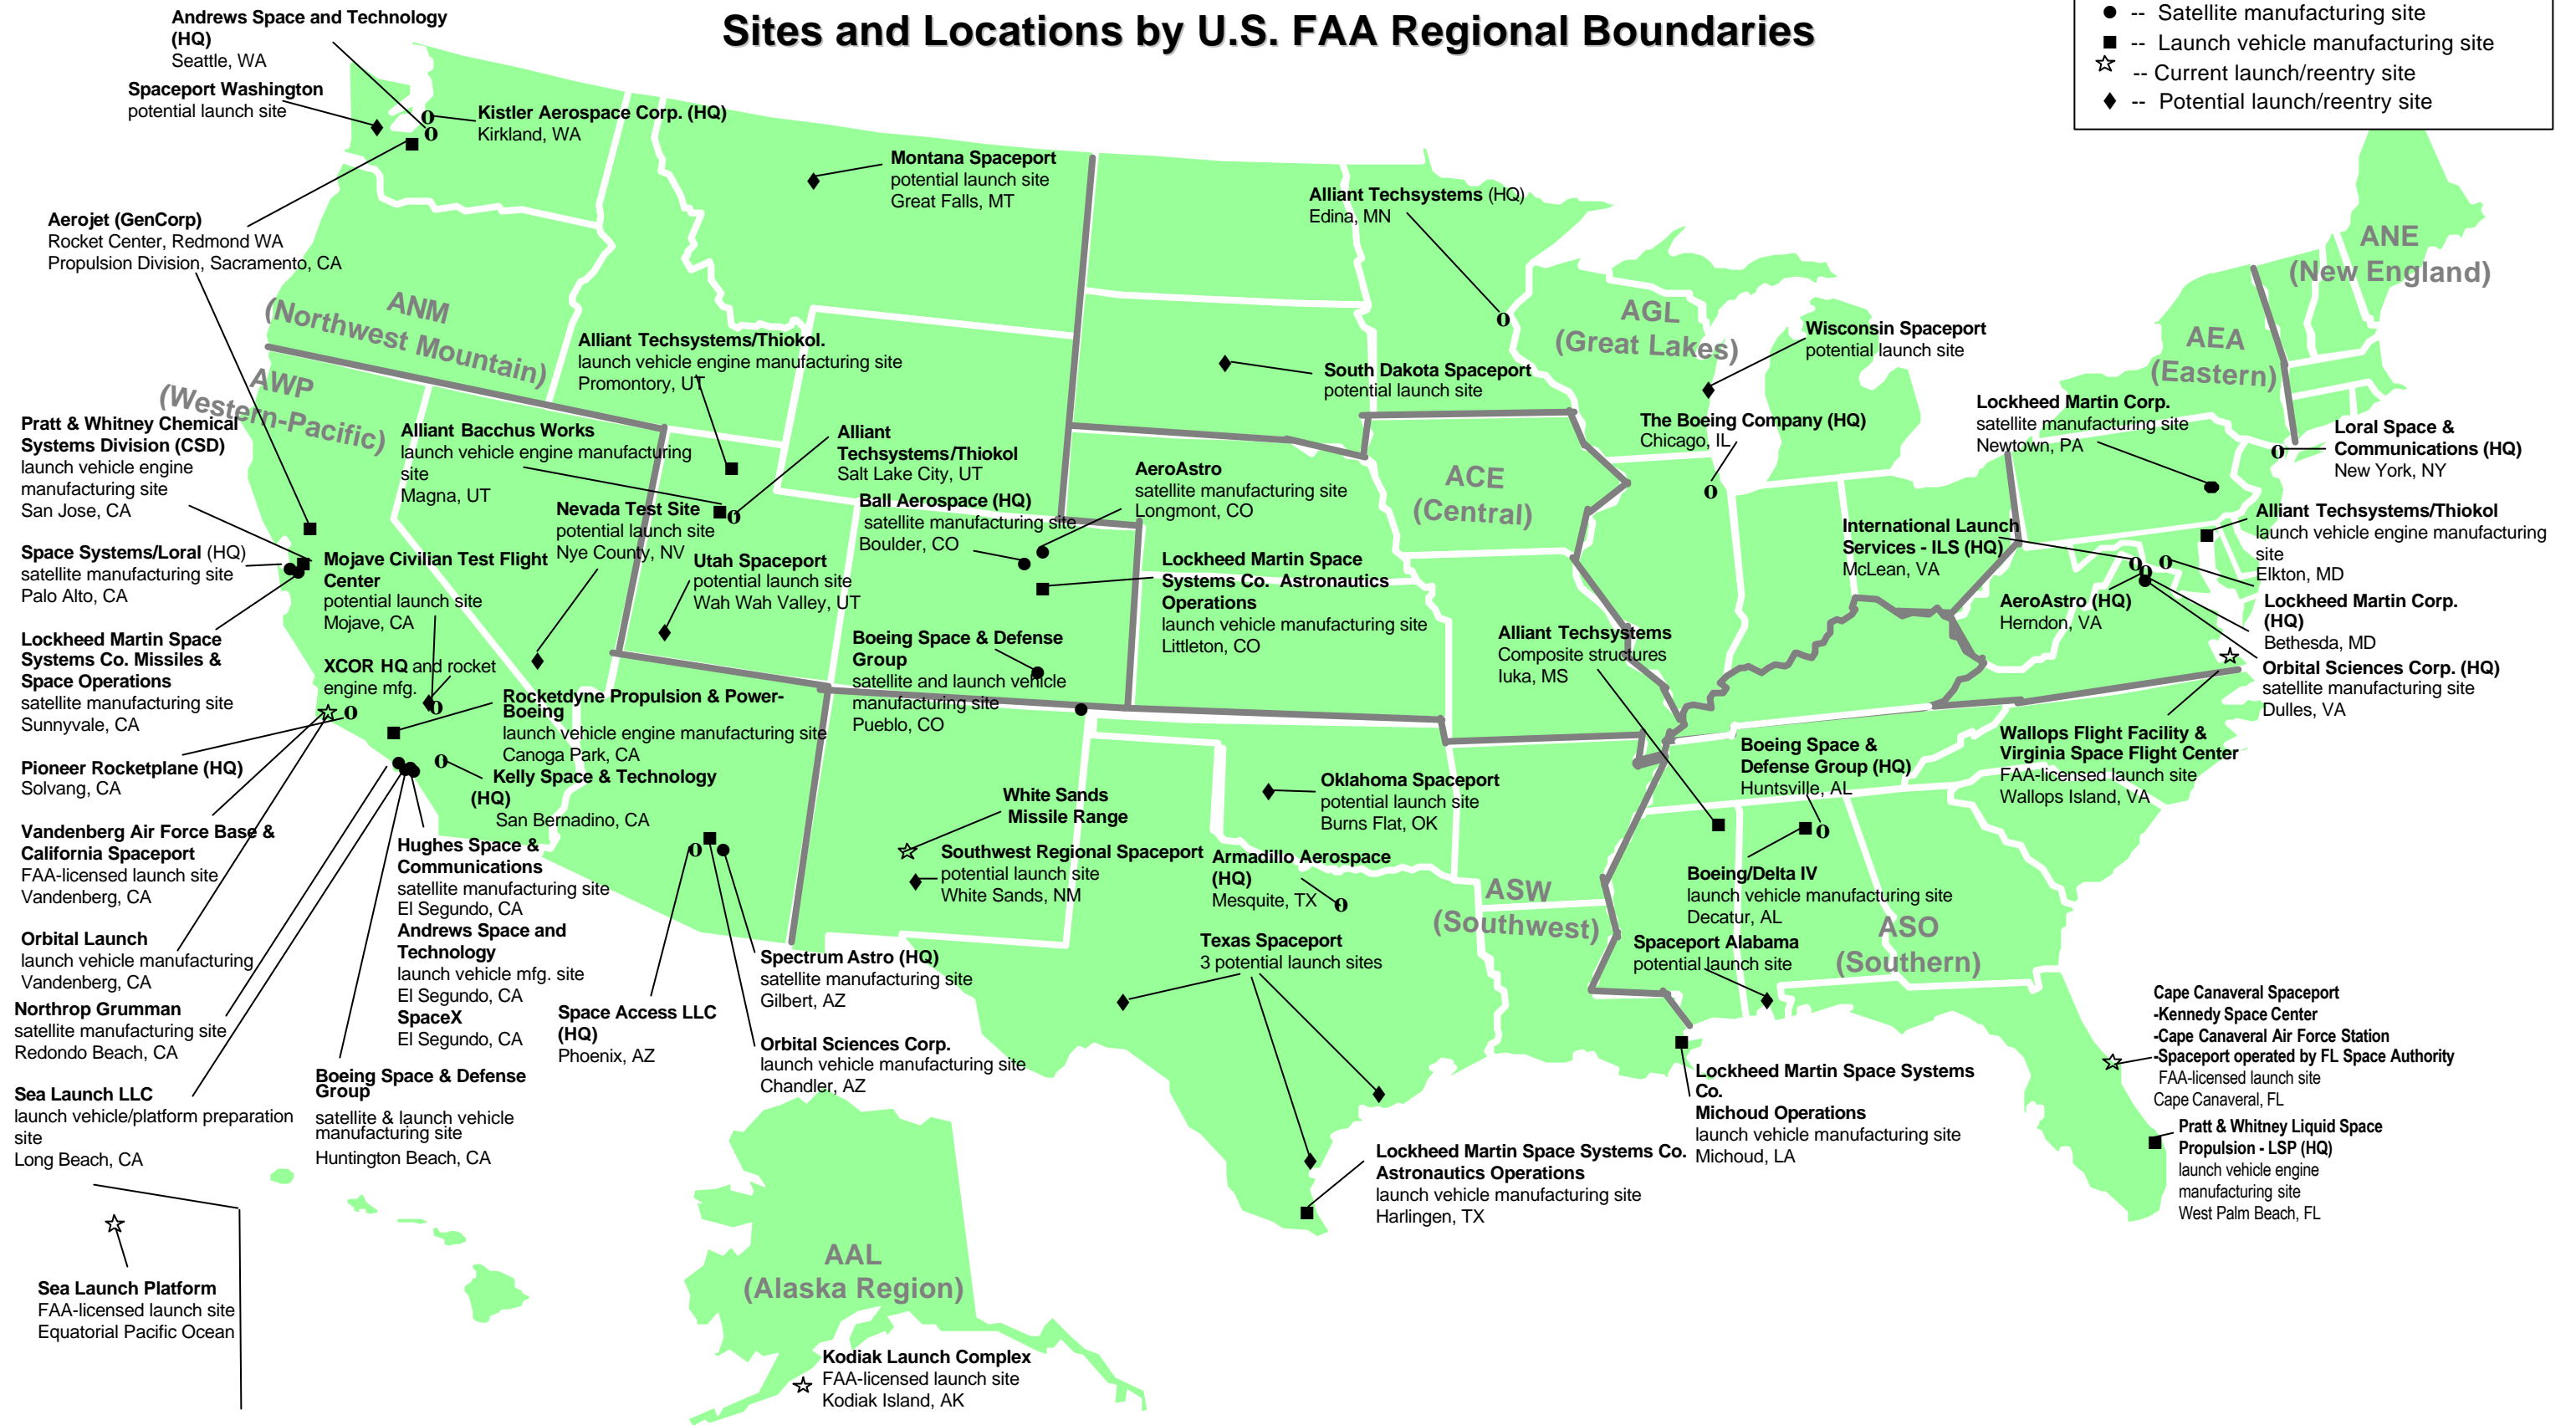 Sites and Locations by U.S. FAA Regional Boundaries
● -- Satellite manufacturing site
■ -- Launch vehicle manufacturing site
☆ -- Current launch/reentry site
♦ -- Potential launch/reentry site
Andrews Space and Technology
(HQ)
Seattle, WA
Spaceport Washington
potential launch site
Kistler Aerospace Corp. (HQ)
Kirkland, WA
Aerojet (GenCorp)
Rocket Center, Redmond WA
Propulsion Division, Sacramento, CA
Montana Spaceport
potential launch site
Great Falls, MT
Alliant Techsystems (HQ)
Edina, MN
ANM
(Northwest Mountain)
AWP
(Western-Pacific)
AGL
(Great Lakes)
ANE
(New England)
AEA
(Eastern)
ACE
(Central)
ASW
(Southwest)
ASO
(Southern)
AAL
(Alaska Region)
Alliant Techsystems/Thiokol.
launch vehicle engine manufacturing site
Promontory, UT
South Dakota Spaceport
potential launch site
Wisconsin Spaceport
potential launch site
The Boeing Company (HQ)
Chicago, IL
Lockheed Martin Corp.
satellite manufacturing site
Newtown, PA
Loral Space &
Communications (HQ)
New York, NY
Pratt & Whitney Chemical
Systems Division (CSD)
launch vehicle engine
manufacturing site
San Jose, CA
Alliant Bacchus Works
launch vehicle engine manufacturing
site
Magna, UT
Alliant
Techsystems/Thiokol
Salt Lake City, UT
Ball Aerospace (HQ)
satellite manufacturing site
Boulder, CO
AeroAstro
satellite manufacturing site
Longmont, CO
Nevada Test Site
potential launch site
Nye County, NV
Utah Spaceport
potential launch site
Wah Wah Valley, UT
Lockheed Martin Space
Systems Co. Astronautics
Operations
launch vehicle manufacturing site
Littleton, CO
International Launch
Services - ILS (HQ)
McLean, VA
Alliant Techsystems/Thiokol
launch vehicle engine manufacturing
site
Elkton, MD
AeroAstro (HQ)
Herndon, VA
Lockheed Martin Corp.
(HQ)
Bethesda, MD
Orbital Sciences Corp. (HQ)
satellite manufacturing site
Dulles, VA
Space Systems/Loral (HQ)
satellite manufacturing site
Palo Alto, CA
Mojave Civilian Test Flight
Center
potential launch site
Mojave, CA
Lockheed Martin Space
Systems Co. Missiles &
Space Operations
satellite manufacturing site
Sunnyvale, CA
XCOR HQ and rocket
engine mfg.
Rocketdyne Propulsion & Power-
Boeing
launch vehicle engine manufacturing site
Canoga Park, CA
Boeing Space & Defense
Group
satellite and launch vehicle
manufacturing site
Pueblo, CO
Alliant Techsystems
Composite structures
Iuka, MS
Wallops Flight Facility &
Virginia Space Flight Center
FAA-licensed launch site
Wallops Island, VA
Pioneer Rocketplane (HQ)
Solvang, CA
Kelly Space & Technology
(HQ)
San Bernadino, CA
Boeing Space &
Defense Group (HQ)
Huntsville, AL
Oklahoma Spaceport
potential launch site
Burns Flat, OK
White Sands
Missile Range
Southwest Regional Spaceport
potential launch site
White Sands, NM
Armadillo Aerospace
(HQ)
Mesquite, TX
Vandenberg Air Force Base &
California Spaceport
FAA-licensed launch site
Vandenberg, CA
Hughes Space &
Communications
satellite manufacturing site
El Segundo, CA
Andrews Space and
Technology
launch vehicle mfg. site
El Segundo, CA
SpaceX
El Segundo, CA
Boeing/Delta IV
launch vehicle manufacturing site
Decatur, AL
Spaceport Alabama
potential launch site
Orbital Launch
launch vehicle manufacturing
Vandenberg, CA
Texas Spaceport
3 potential launch sites
Spectrum Astro (HQ)
satellite manufacturing site
Gilbert, AZ
Space Access LLC
(HQ)
Phoenix, AZ
Orbital Sciences Corp.
launch vehicle manufacturing site
Chandler, AZ
Northrop Grumman
satellite manufacturing site
Redondo Beach, CA
Boeing Space & Defense
Group
satellite & launch vehicle
manufacturing site
Huntington Beach, CA
Sea Launch LLC
launch vehicle/platform preparation
site
Long Beach, CA
Cape Canaveral Spaceport
-Kennedy Space Center
-Cape Canaveral Air Force Station
-Spaceport operated by FL Space Authority
FAA-licensed launch site
Cape Canaveral, FL
Pratt & Whitney Liquid Space
Propulsion - LSP (HQ)
launch vehicle engine
manufacturing site
West Palm Beach, FL
Lockheed Martin Space Systems
Co.
Michoud Operations
launch vehicle manufacturing site
Michoud, LA
Lockheed Martin Space Systems Co.
Astronautics Operations
launch vehicle manufacturing site
Harlingen, TX
Sea Launch Platform
FAA-licensed launch site
Equatorial Pacific Ocean
Kodiak Launch Complex
FAA-licensed launch site
Kodiak Island, AK